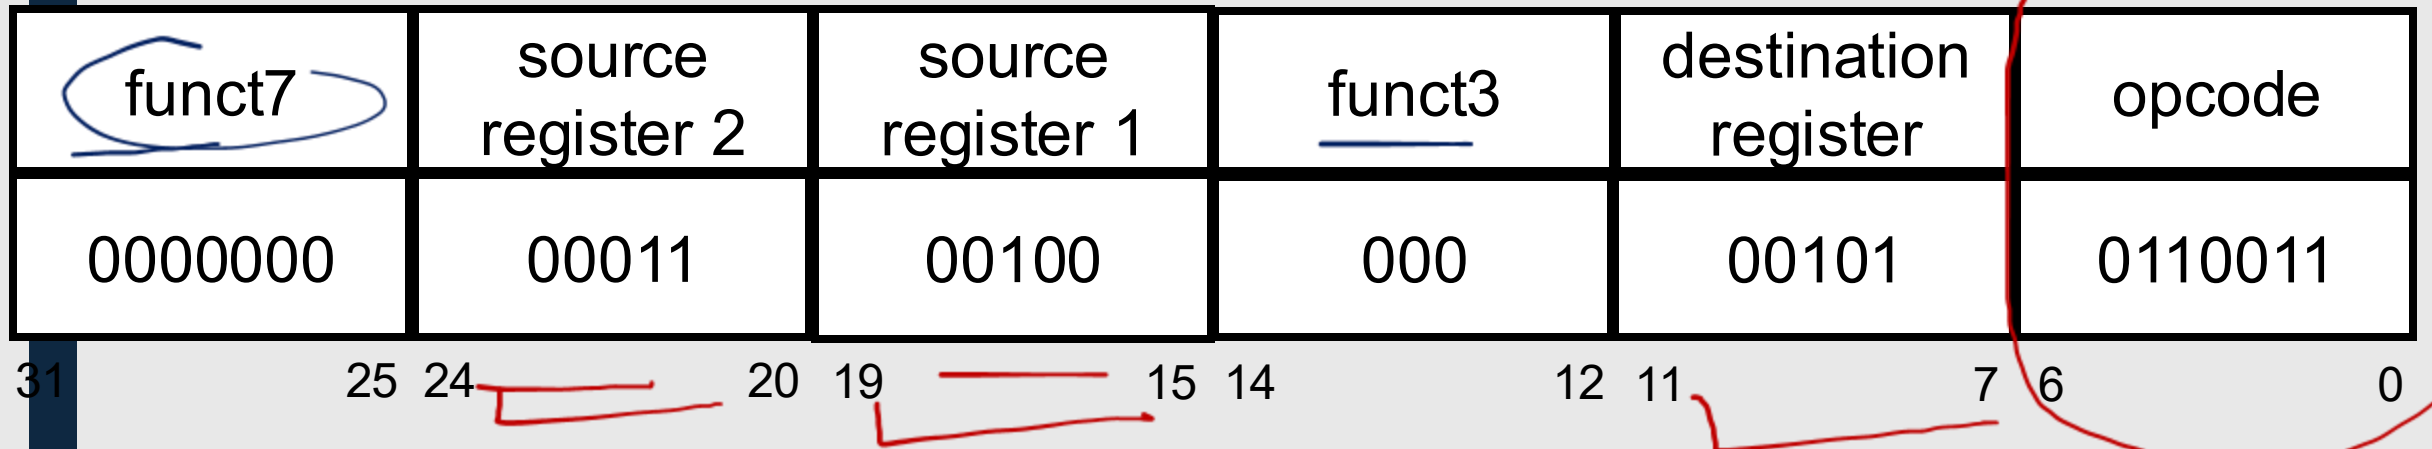 funct7
source
register 2
source
register 1
funct3
destination
register
opcode
0000000
00011
00100
000
00101
0110011
31 25 24 20 19 15 14 12 11 7 6 0